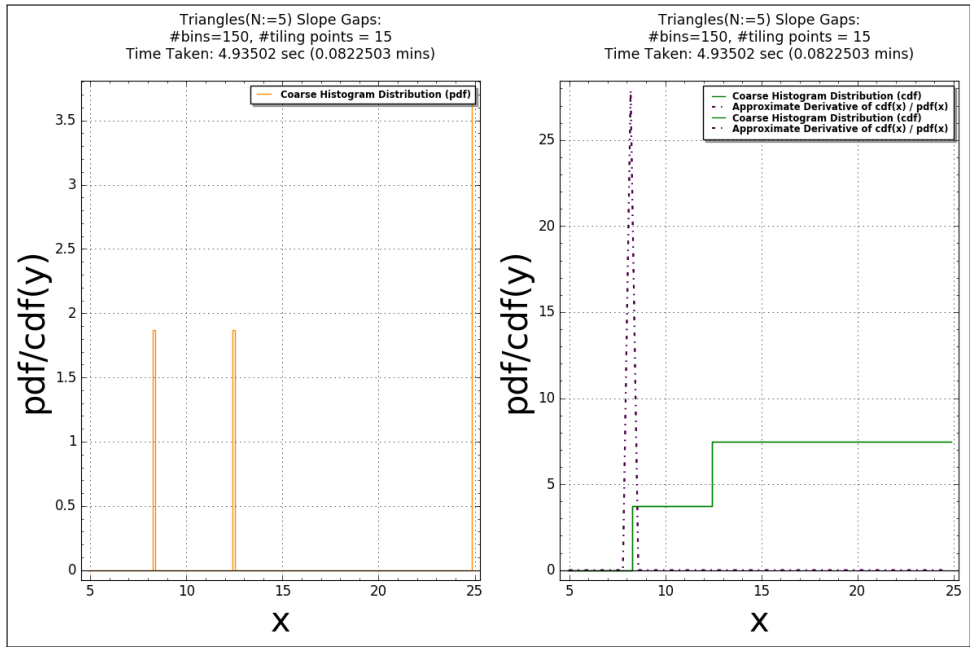 Triangles(N:=5) Slope Gaps:
#bins=150, #tiling points = 15
Time Taken: 4.93502 sec (0.0822503 mins)
Coarse Histogram Distribution (pdf)
pdf/cdf(y)
3.5
3
2.5
2
1.5
1
0.5
0
5
10
15
20
25
x
Triangles(N:=5) Slope Gaps:
#bins=150, #tiling points = 15
Time Taken: 4.93502 sec (0.0822503 mins)
Coarse Histogram Distribution (cdf)
Approximate Derivative of cdf(x) / pdf(x)
Coarse Histogram Distribution (cdf)
Approximate Derivative of cdf(x) / pdf(x)
pdf/cdf(y)
25
20
15
10
5
0
5
10
15
20
25
x